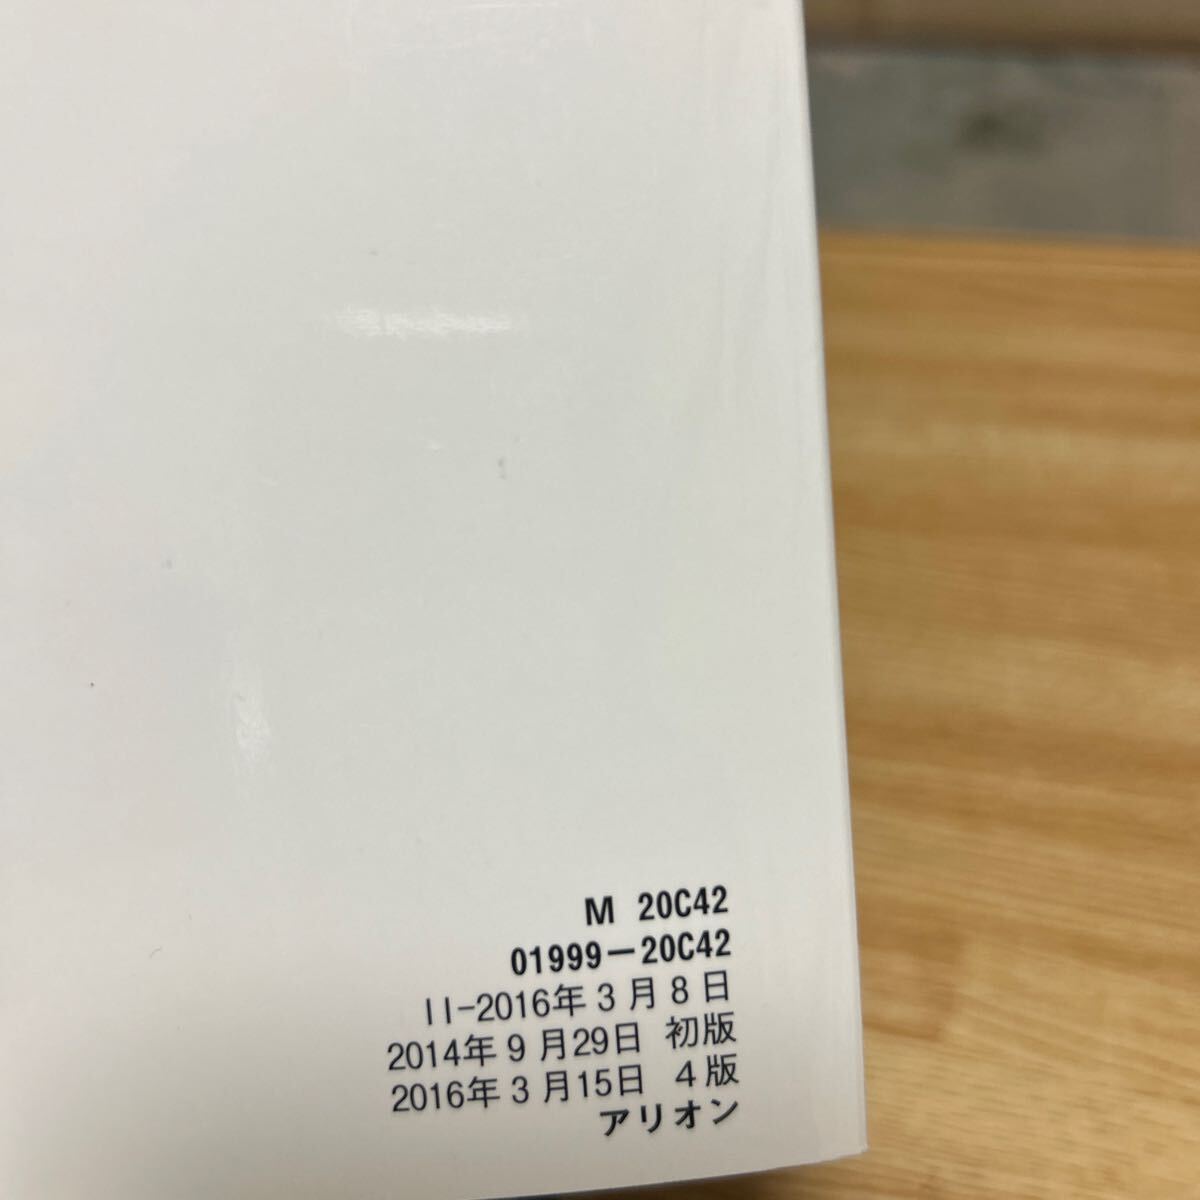 M 20C42
01999-20C42
II-2016年3月8日
2014年9月29日 初版
2016年3月15日 4版
アリオン